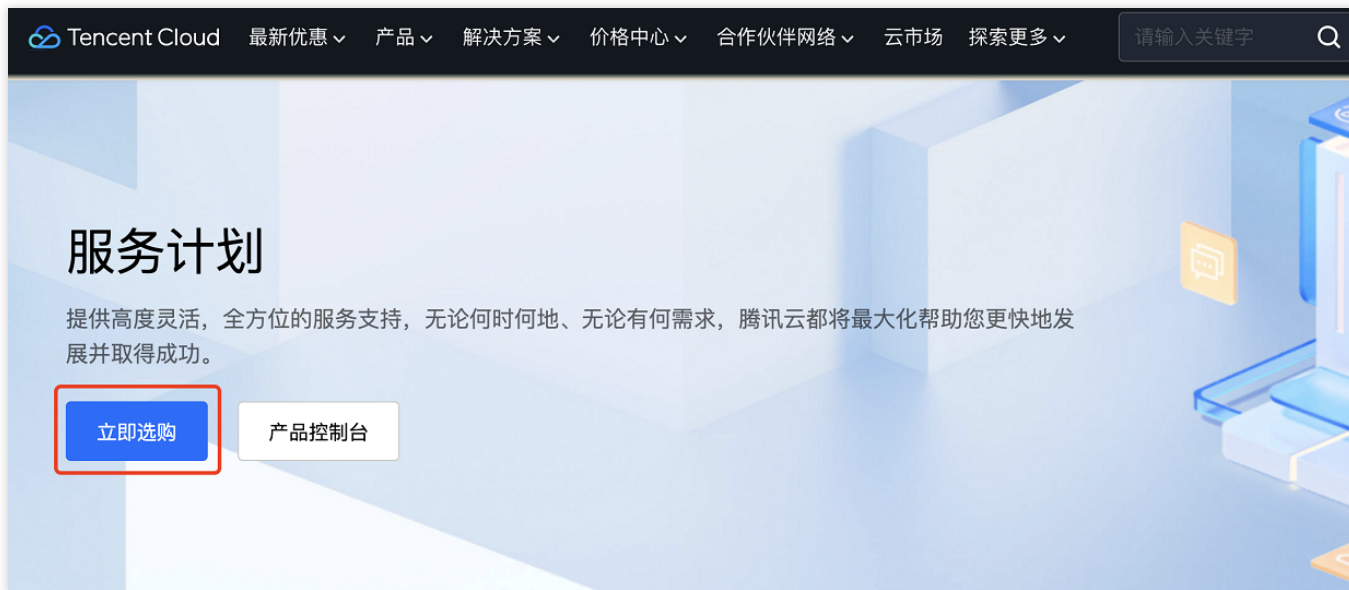 Tencent Cloud 最新优惠 产品 解决方案 价格中心 合作伙伴网络 云市场 探索更多 请输入关键字
服务计划
提供高度灵活，全方位的服务支持，无论何时何地、无论有何需求，腾讯云都将最大化帮助您更快地发
展并取得成功。
立即选购 产品控制台